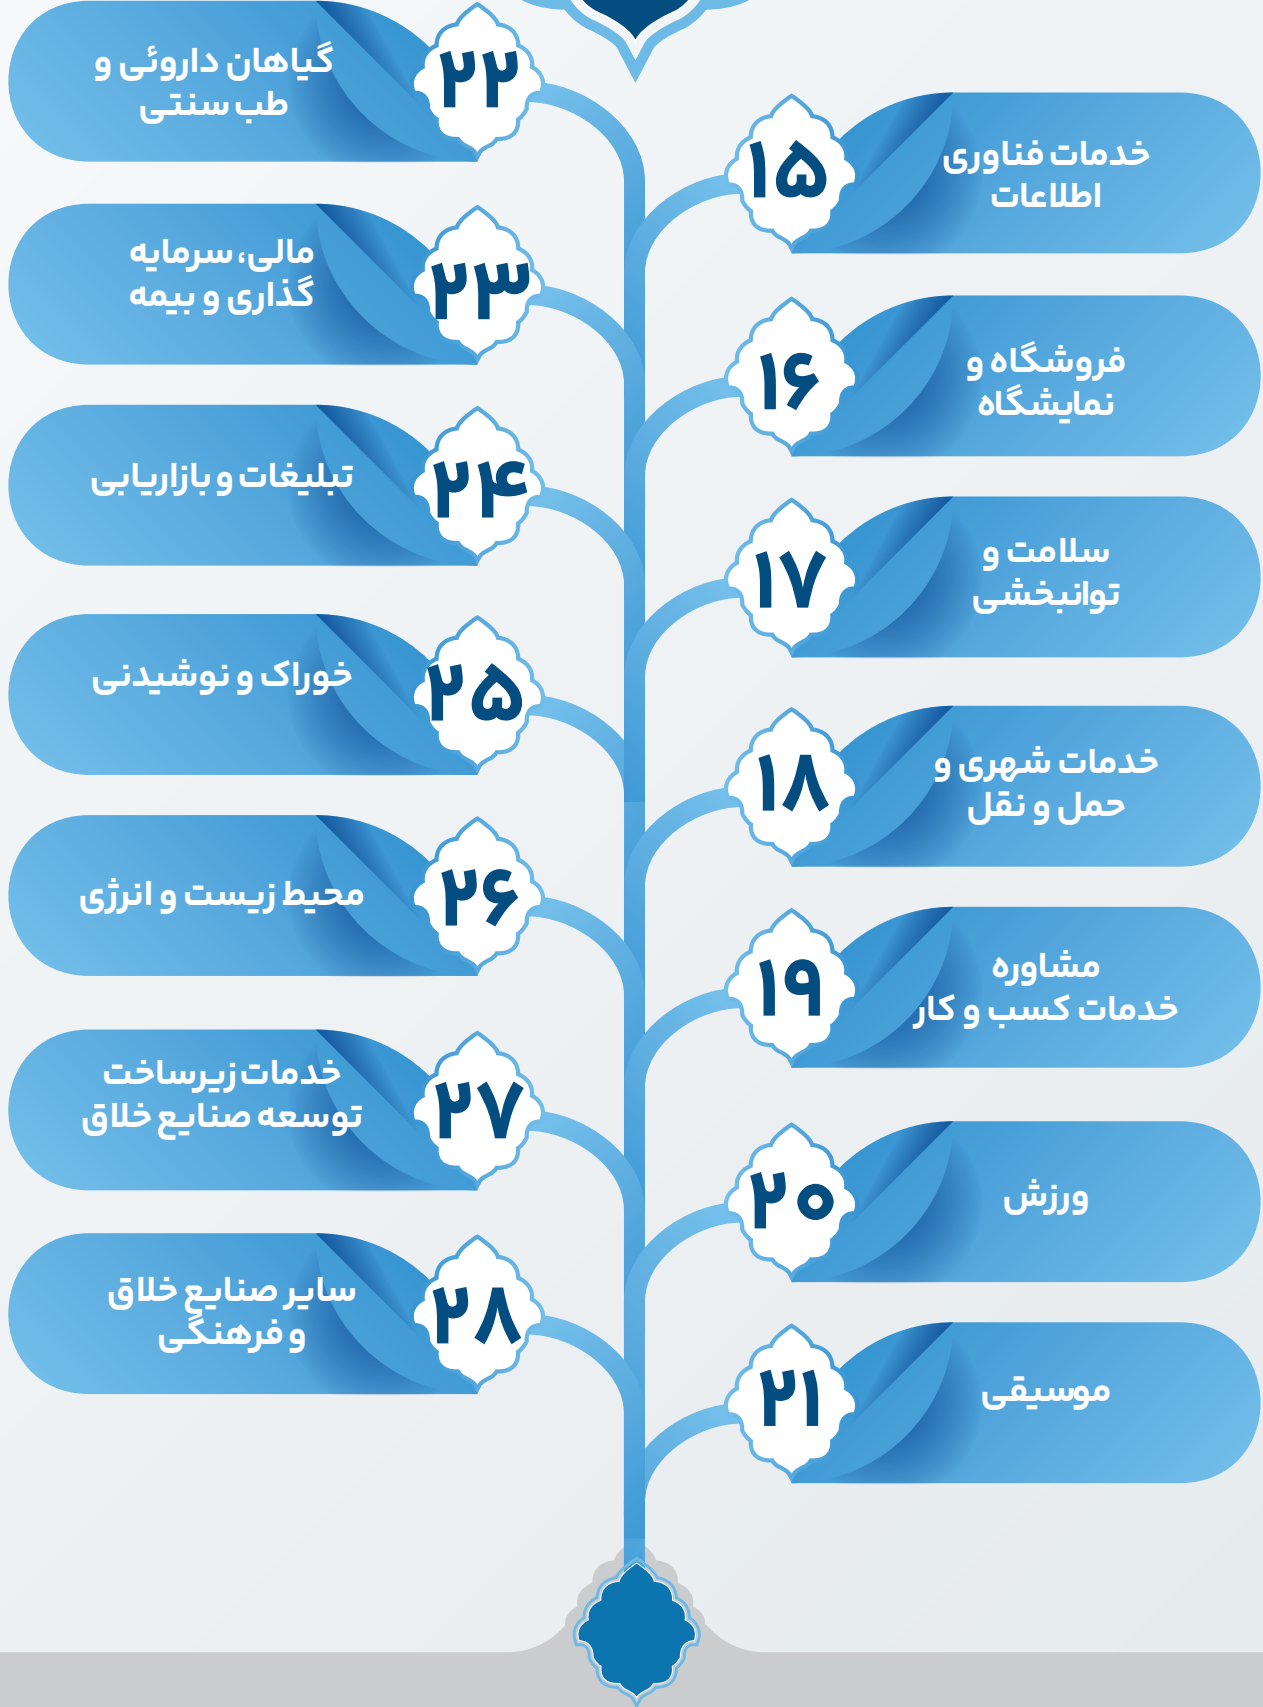 ۱۵
خدمات فناوری
اطلاعات
۱۶
فروشگاه و
نمایشگاه
۱۷
سلامت و
توانبخشی
۱۸
خدمات شهری و
حمل و نقل
۱۹
مشاوره
خدمات کسب و کار
۲۰
ورزش
۲۱
موسیقی
۲۲
گیاهان داروئی و
طب سنتی
۲۳
مالی، سرمایه
گذاری و بیمه
۲۴
تبلیغات و بازاریابی
۲۵
خوراک و نوشیدنی
۲۶
محیط زیست و انرژی
۲۷
خدمات زیرساخت
توسعه صنایع خلاق
۲۸
سایر صنایع خلاق
و فرهنگی